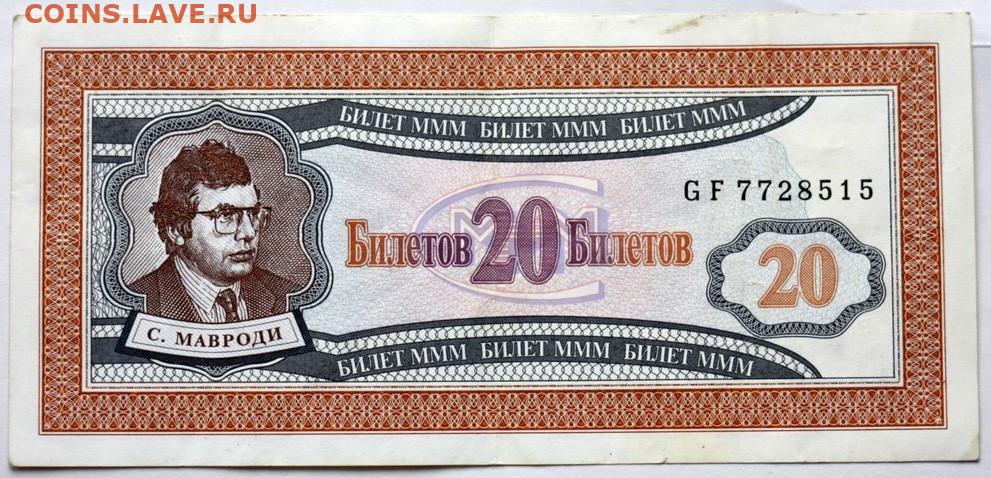 COINS.LAVE.RU
БИЛЕТ МММ БИЛЕТ МММ БИЛЕТ МММ
GF 7728515
МММ
Билетов 20 Билетов
20
С. МАВРОДИ
БИЛЕТ МММ БИЛЕТ МММ БИЛЕТ МММ